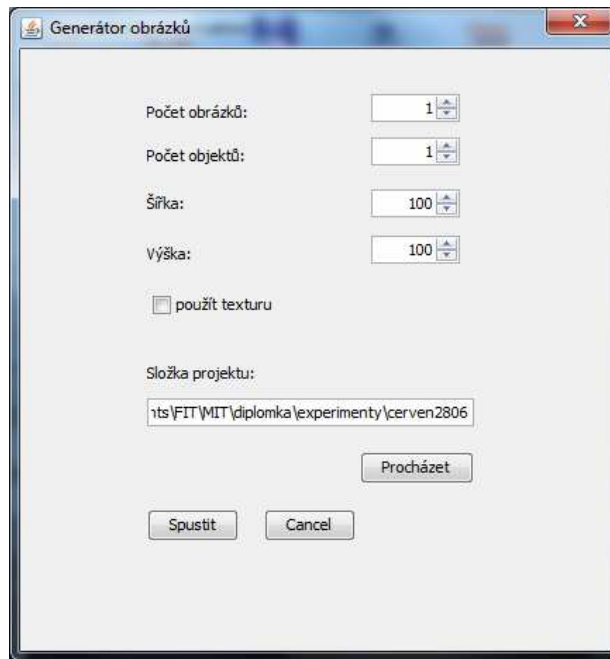 Generátor obrázků
Počet obrázků: 1
Počet objektů: 1
Šířka: 100
Výška: 100
použít texturu
Složka projektu:
nts\FIT\MIT\diplomka\experimenty\cerven2806
Procházet
Spustit Cancel